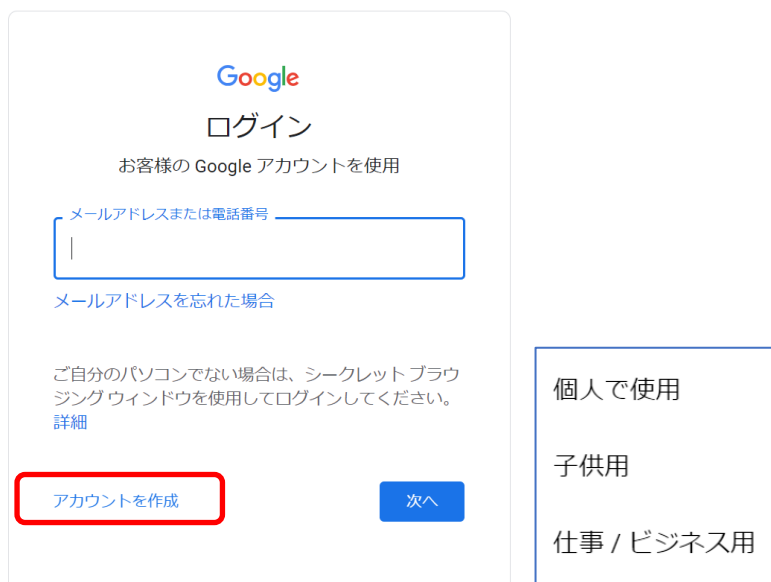 Google
ログイン
お客様の Google アカウントを使用
メールアドレスまたは電話番号
メールアドレスを忘れた場合
ご自分のパソコンでない場合は、シークレット ブラウ
ジング ウィンドウを使用してログインしてください。
詳細
アカウントを作成
次へ
個人で使用
子供用
仕事 / ビジネス用